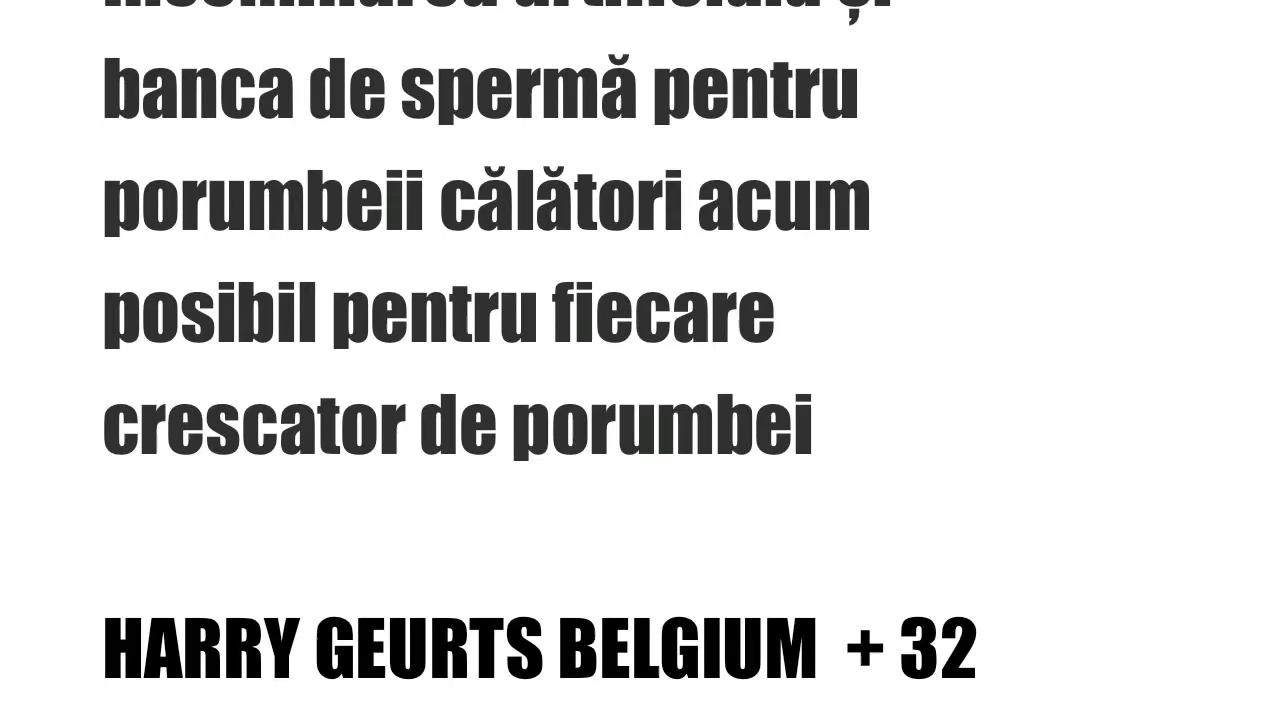 banca de spermă pentru
porumbeii călători acum
posibil pentru fiecare
crescator de porumbei
HARRY GEURTS BELGIUM + 32